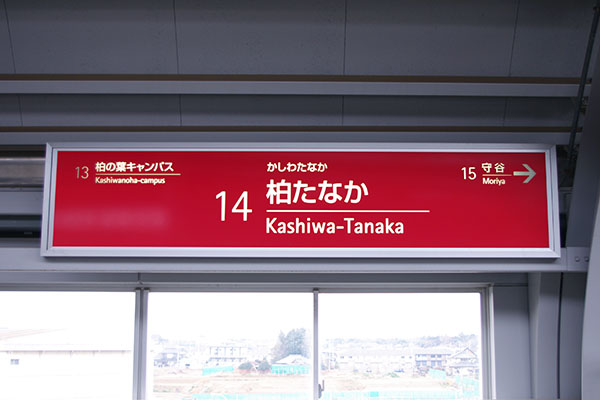 13 柏の葉キャンパス
Kashiwanoha-campus
かしわたなか
14 柏たなか
Kashiwa-Tanaka
15 守谷 →
Moriya